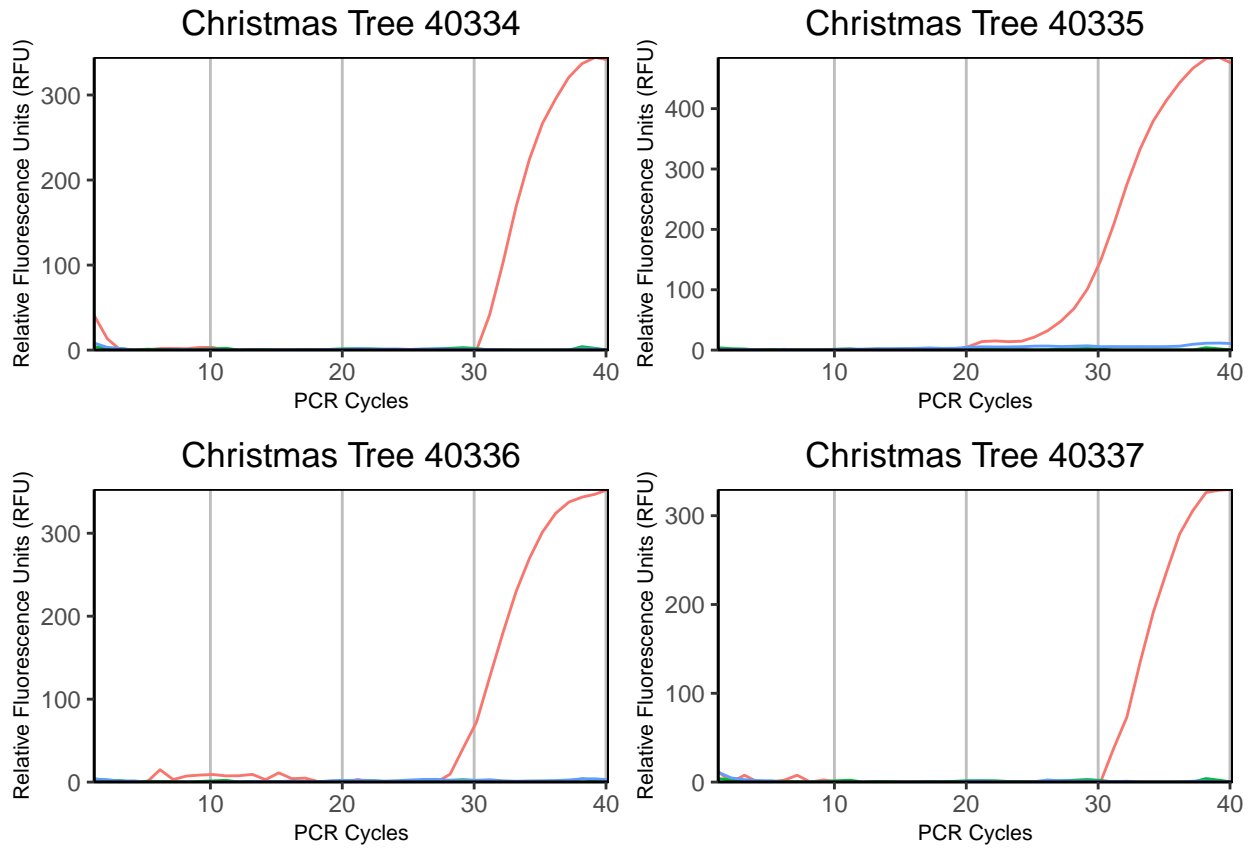 Christmas Tree 40334
Relative Fluorescence Units (RFU)
300
200
100
0
10
20
30
40
PCR Cycles
Christmas Tree 40335
Relative Fluorescence Units (RFU)
400
300
200
100
0
10
20
30
40
PCR Cycles
Christmas Tree 40336
Relative Fluorescence Units (RFU)
300
200
100
0
10
20
30
40
PCR Cycles
Christmas Tree 40337
Relative Fluorescence Units (RFU)
300
200
100
0
10
20
30
40
PCR Cycles